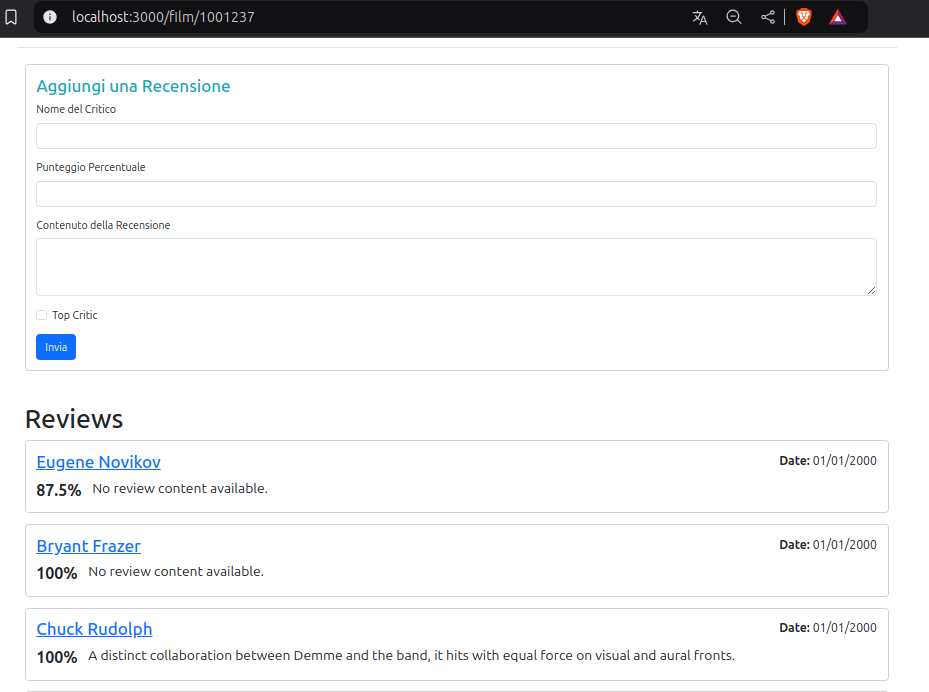 localhost:3000/film/1001237
Aggiungi una Recensione
Nome del Critico
Punteggio Percentuale
Contenuto della Recensione
Top Critic
Invia
Reviews
Eugene Novikov Date: 01/01/2000
87.5% No review content available.
Bryant Frazer Date: 01/01/2000
100% No review content available.
Chuck Rudolph Date: 01/01/2000
100% A distinct collaboration between Demme and the band, it hits with equal force on visual and aural fronts.